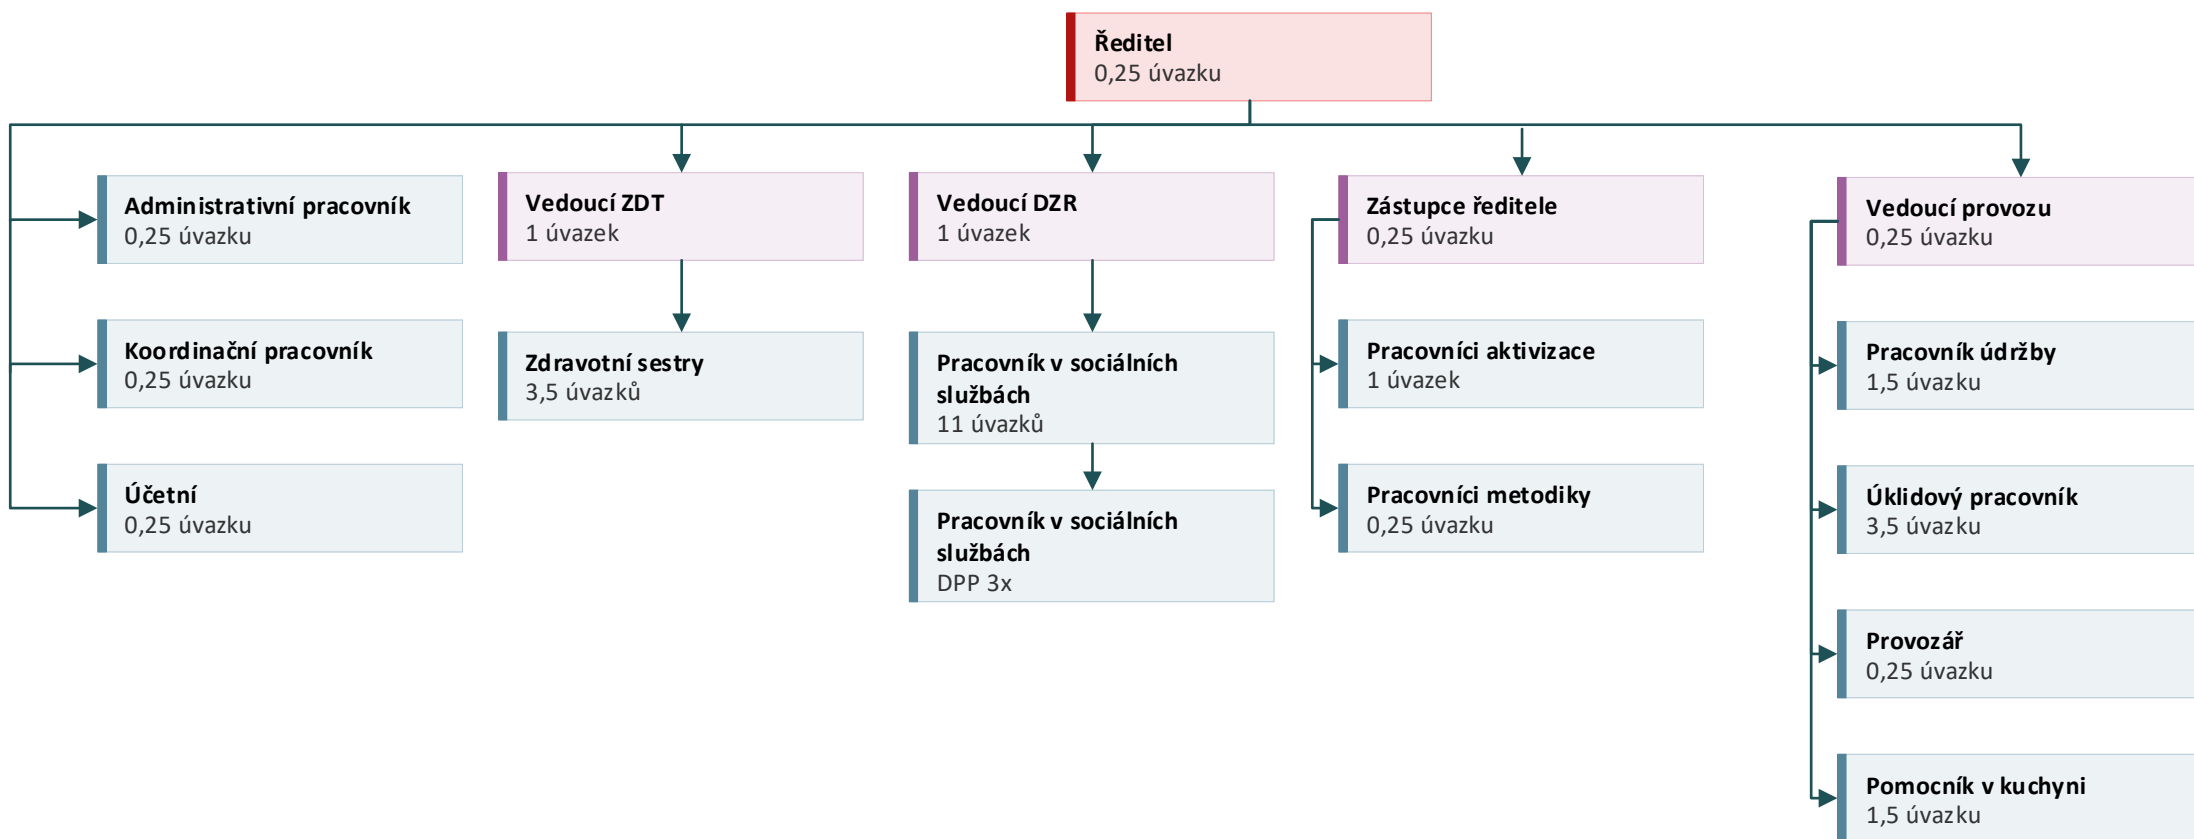 Ředitel
0,25 úvazku
Administrativní pracovník
0,25 úvazku
Koordinační pracovník
0,25 úvazku
Účetní
0,25 úvazku
Vedoucí ZDT
1 úvazek
Zdravotní sestry
3,5 úvazků
Vedoucí DZR
1 úvazek
Pracovník v sociálních
službách
11 úvazků
Pracovník v sociálních
službách
DPP 3x
Zástupce ředitele
0,25 úvazku
Pracovníci aktivizace
1 úvazek
Pracovníci metodiky
0,25 úvazku
Vedoucí provozu
0,25 úvazku
Pracovník údržby
1,5 úvazku
Úklidový pracovník
3,5 úvazku
Provozář
0,25 úvazku
Pomocník v kuchyni
1,5 úvazku